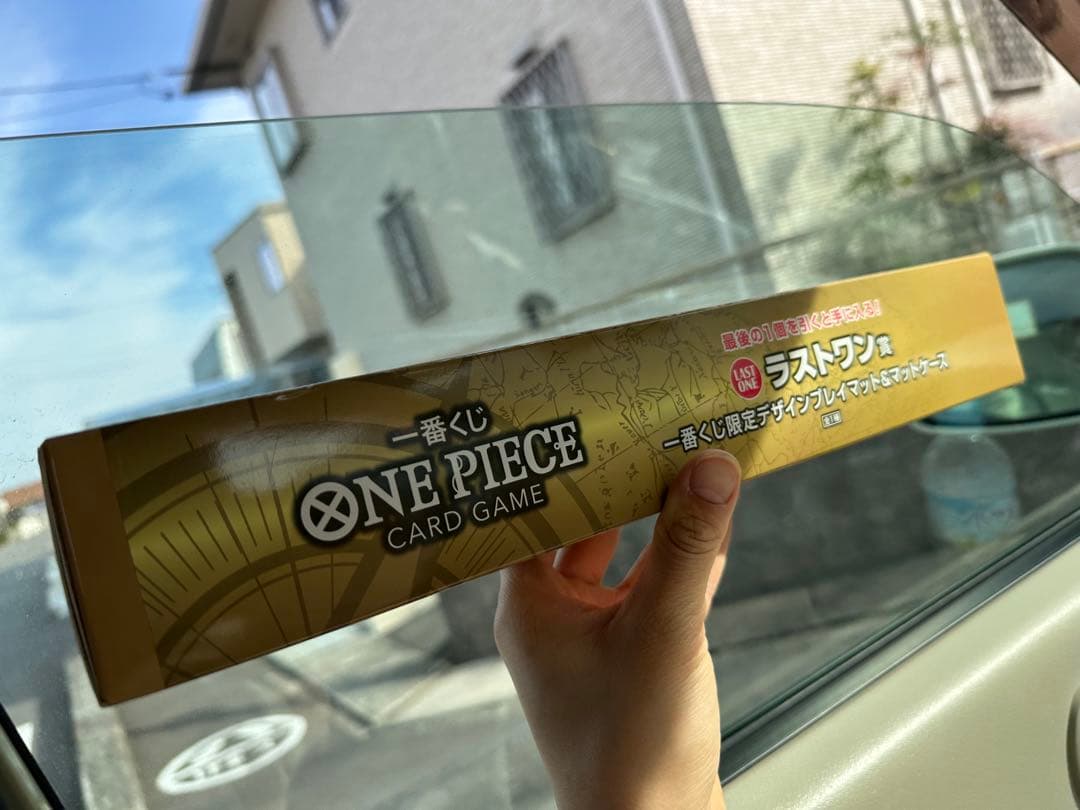 一番くじ
ONE PIECE
CARD GAME
最後の1個を引くと手に入る!
LAST ONE ラストワン賞
一番くじ限定デザインプレイマット&マットケース
全1種